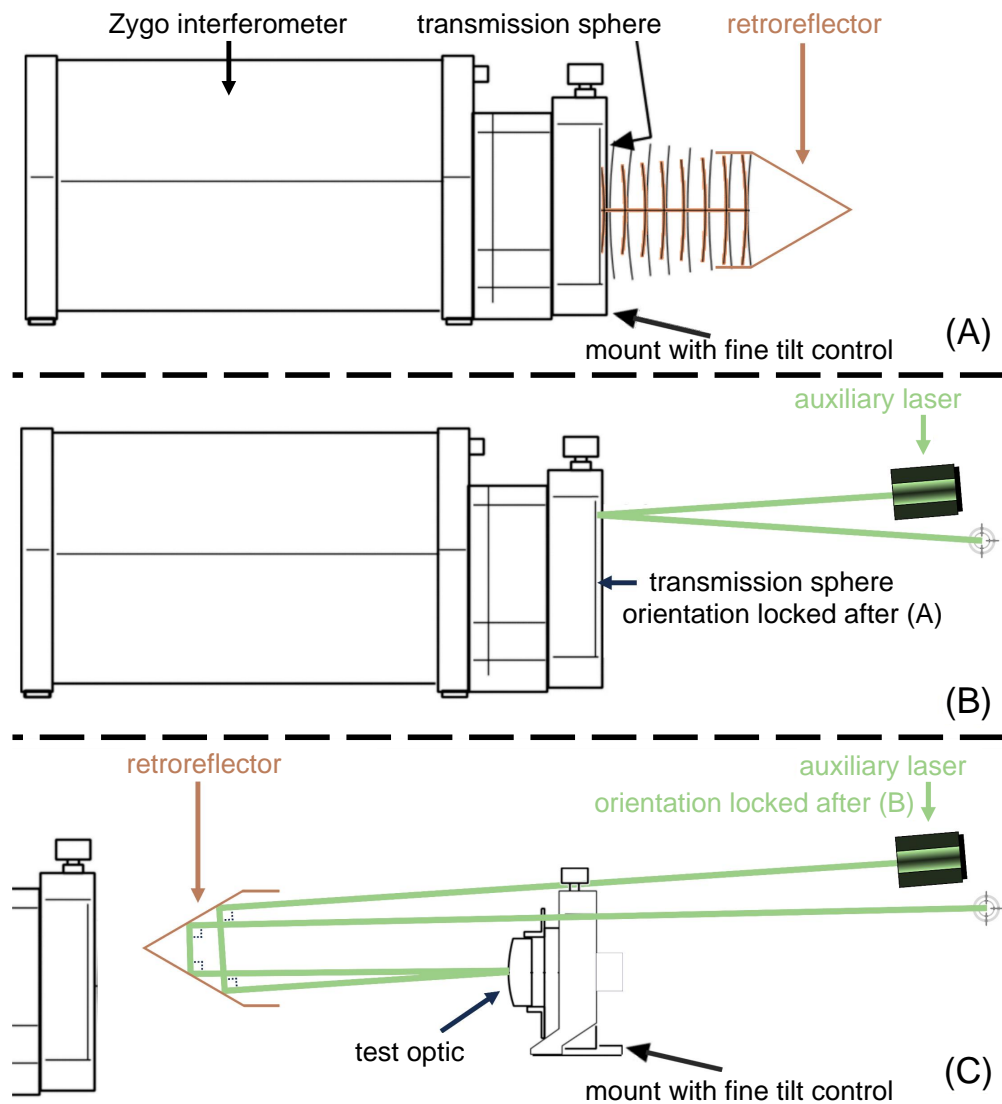 Zygo interferometer
transmission sphere
retroreflector
mount with fine tilt control
(A)
auxiliary laser
transmission sphere
orientation locked after (A)
(B)
retroreflector
auxiliary laser
orientation locked after (B)
test optic
mount with fine tilt control
(C)